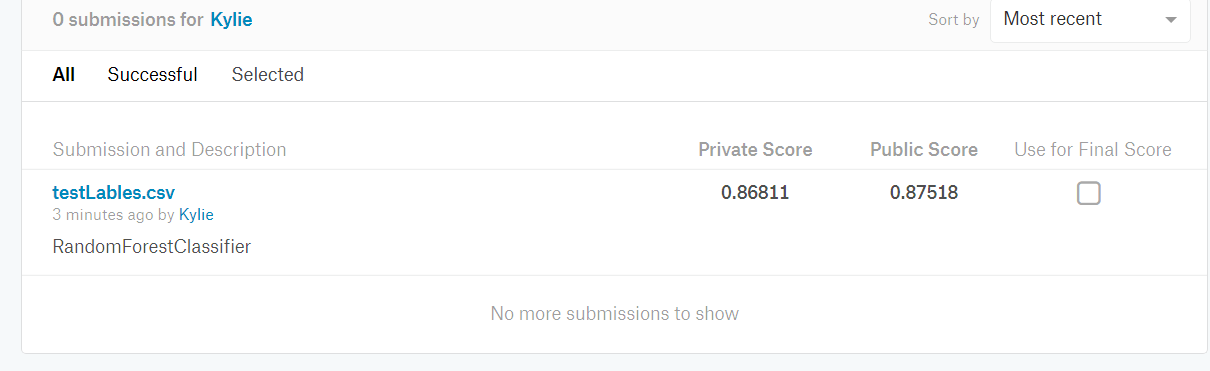 0 submissions for Kylie Sort by Most recent
All Successful Selected
Submission and Description Private Score Public Score Use for Final Score
testLables.csv 0.86811 0.87518
3 minutes ago by Kylie
RandomForestClassifier
No more submissions to show